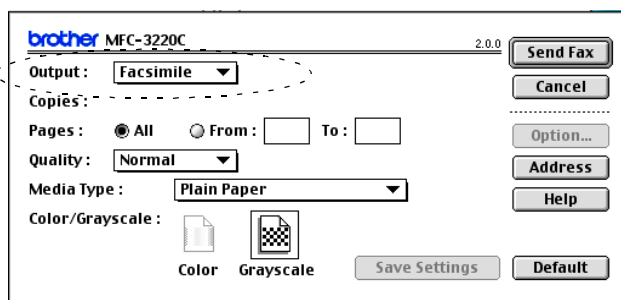 brother MFC-3220C
2.0.0
Send Fax
Output : Facsimile
Cancel
Copies :
Pages : All From : To :
Option...
Quality : Normal
Address
Media Type : Plain Paper
Help
Color/Grayscale :
Color Grayscale
Save Settings
Default